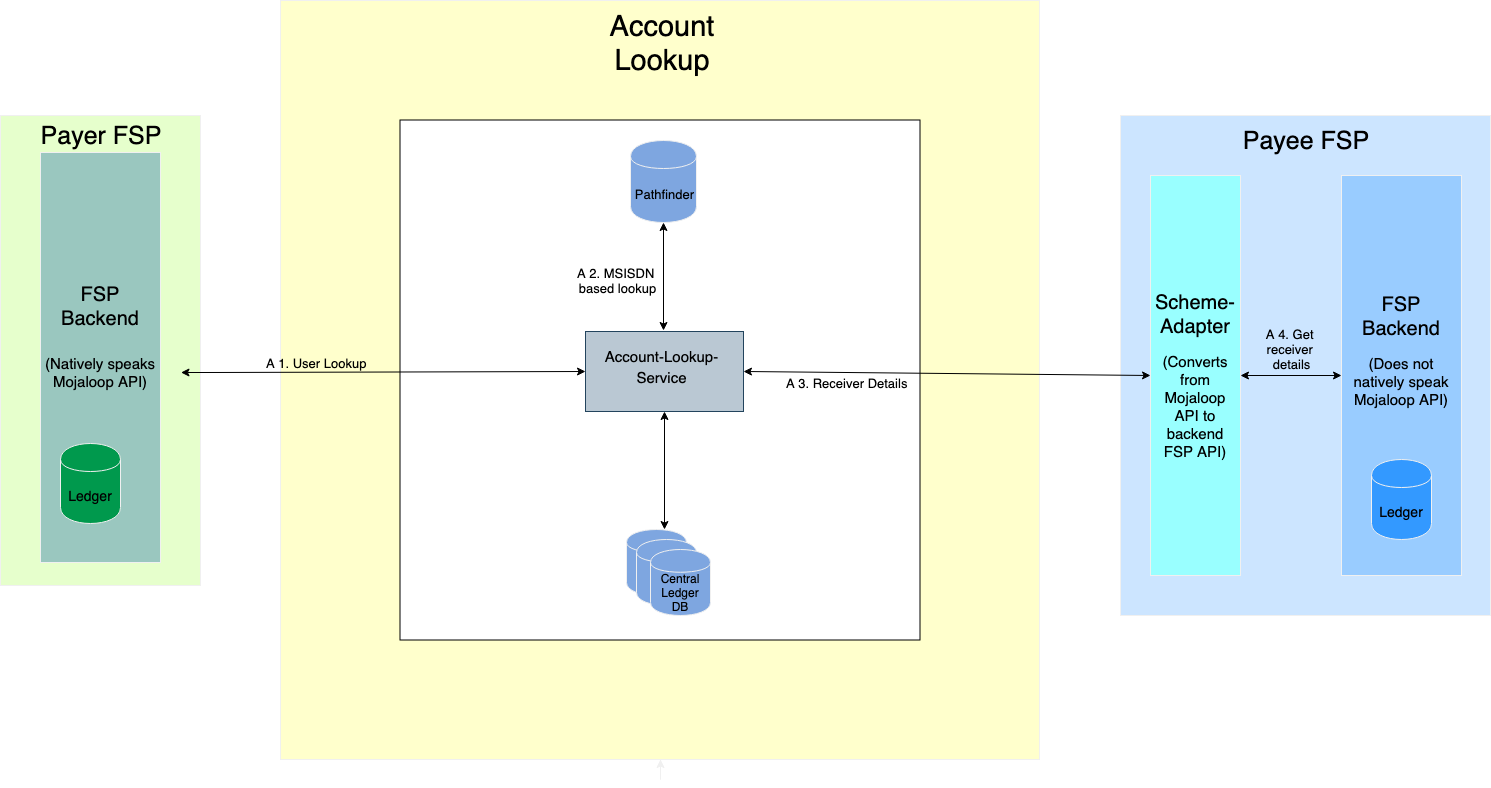 Account
Lookup
Payer FSP
FSP
Backend
(Natively speaks
Mojaloop API)
Ledger
A 1. User Lookup
Pathfinder
A 2. MSISDN
based lookup
Account-Lookup-
Service
A 3. Receiver Details
Central
Ledger
DB
Payee FSP
Scheme-
Adapter
(Converts
from
Mojaloop
API to
backend
FSP API)
A 4. Get
receiver
details
FSP
Backend
(Does not
natively speak
Mojaloop API)
Ledger